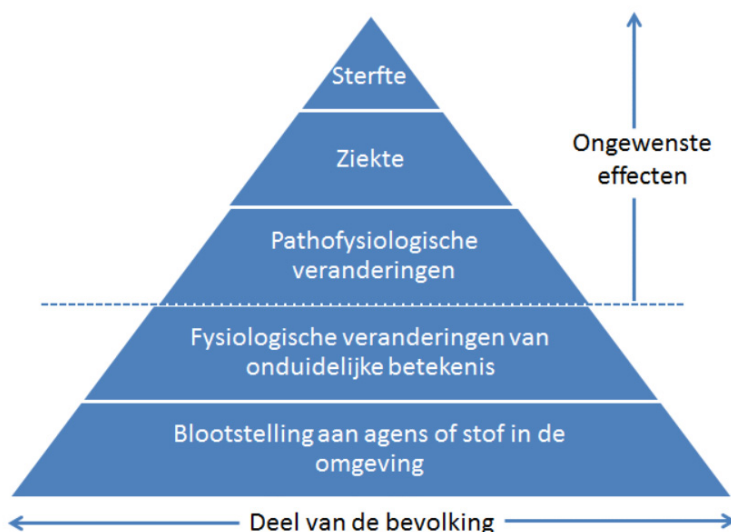 Sterfte
Ziekte
Ongewenste
effecten
Pathofysiologische
veranderingen
Fysiologische veranderingen van
onduidelijke betekenis
Blootstelling aan agens of stof in de
omgeving
Deel van de bevolking